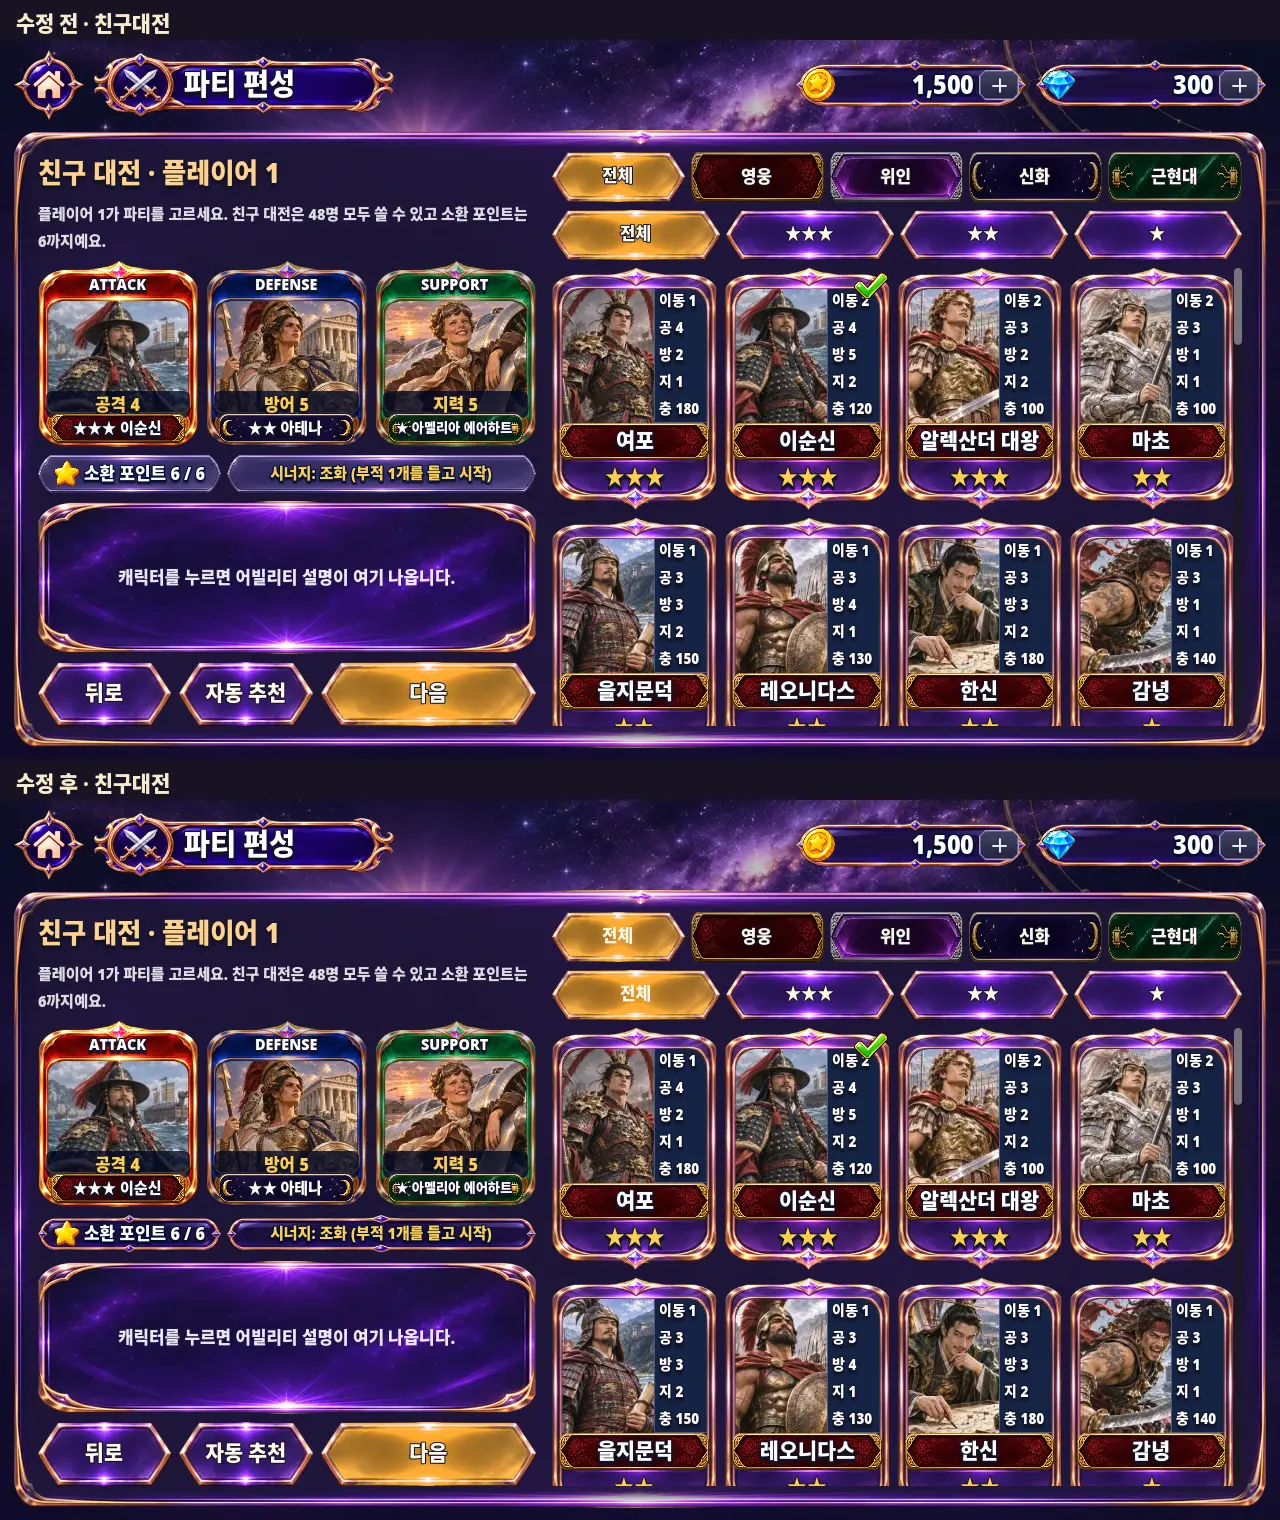 수정 전 · 친구대전
파티 편성
1,500 +
300 +
친구 대전 · 플레이어 1
플레이어 1가 파티를 고르세요. 친구 대전은 48명 모두 쓸 수 있고 소환 포인트는
6까지예요.
ATTACK
공격 4
★★★ 이순신
DEFENSE
방어 5
★★ 아테나
SUPPORT
지력 5
★ 아멜리아 에어하트
소환 포인트 6 / 6
시너지: 조화 (부적 1개를 들고 시작)
캐릭터를 누르면 어빌리티 설명이 여기 나옵니다.
뒤로
자동 추천
다음
전체
영웅
위인
신화
근현대
전체
★★★
★★
★
이동 1
공 4
방 2
지 1
충 180
여포
★★★
이동 2
공 4
방 5
지 2
충 120
이순신
★★★
이동 2
공 3
방 2
지 1
충 100
알렉산더 대왕
★★★
이동 2
공 3
방 1
지 1
충 100
마초
★★
이동 1
공 3
방 3
지 2
충 150
을지문덕
★★
이동 1
공 3
방 4
지 1
충 130
레오니다스
★★
이동 1
공 3
방 3
지 2
충 180
한신
★★
이동 1
공 3
방 1
지 1
충 140
감녕
★
수정 후 · 친구대전
파티 편성
1,500 +
300 +
친구 대전 · 플레이어 1
플레이어 1가 파티를 고르세요. 친구 대전은 48명 모두 쓸 수 있고 소환 포인트는
6까지예요.
ATTACK
공격 4
★★★ 이순신
DEFENSE
방어 5
★★ 아테나
SUPPORT
지력 5
★ 아멜리아 에어하트
소환 포인트 6 / 6
시너지: 조화 (부적 1개를 들고 시작)
캐릭터를 누르면 어빌리티 설명이 여기 나옵니다.
뒤로
자동 추천
다음
전체
영웅
위인
신화
근현대
전체
★★★
★★
★
이동 1
공 4
방 2
지 1
충 180
여포
★★★
이동 2
공 4
방 5
지 2
충 120
이순신
★★★
이동 2
공 3
방 2
지 1
충 100
알렉산더 대왕
★★★
이동 2
공 3
방 1
지 1
충 100
마초
★★
이동 1
공 3
방 3
지 2
충 150
을지문덕
★★
이동 1
공 3
방 4
지 1
충 130
레오니다스
★★
이동 1
공 3
방 3
지 2
충 180
한신
★★
이동 1
공 3
방 1
지 1
충 140
감녕
★